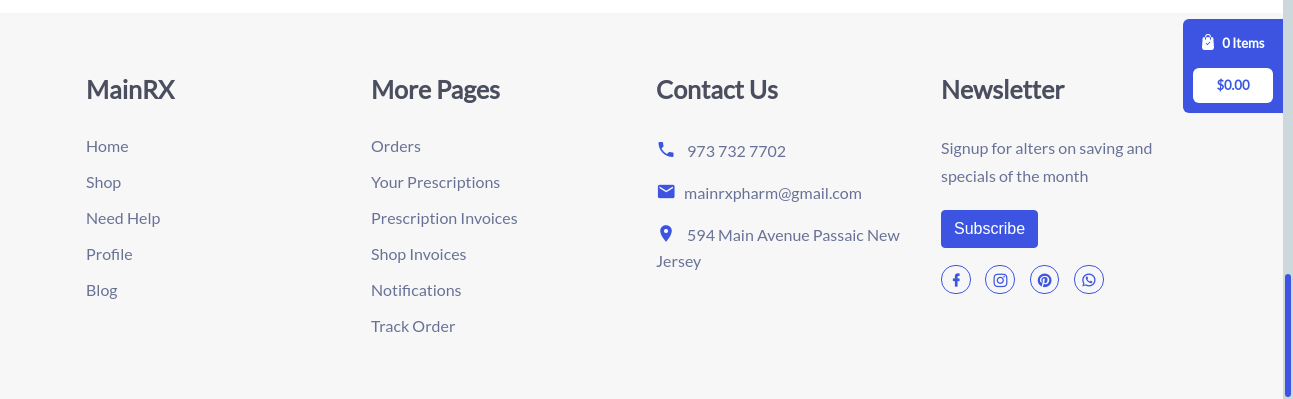 0 Items
$0.00
MainRX
Home
Shop
Need Help
Profile
Blog
More Pages
Orders
Your Prescriptions
Prescription Invoices
Shop Invoices
Notifications
Track Order
Contact Us
973 732 7702
mainrxpharm@gmail.com
594 Main Avenue Passaic New
Jersey
Newsletter
Signup for alters on saving and
specials of the month
Subscribe